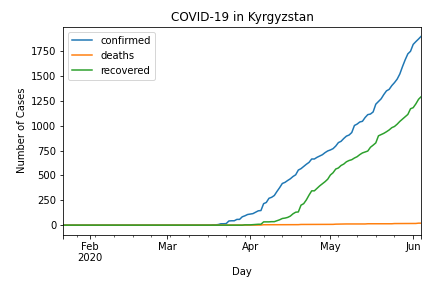 COVID-19 in Kyrgyzstan
confirmed
deaths
recovered
Number of Cases
1750
1500
1250
1000
750
500
250
0
Feb
2020
Mar
Apr
May
Jun
Day